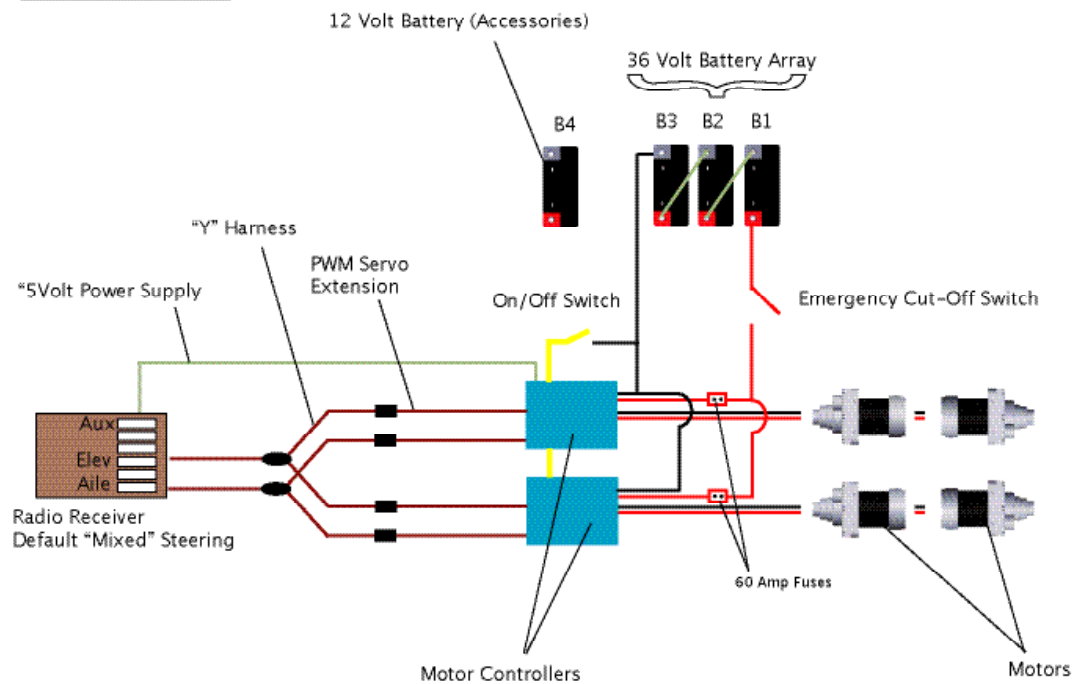 12 Volt Battery (Accessories)
36 Volt Battery Array
B4
B3
B2
B1
"Y" Harness
PWM Servo
Extension
"5Volt Power Supply
On/Off Switch
Emergency Cut-Off Switch
Aux
Elev
Aile
Radio Receiver
Default "Mixed" Steering
60 Amp Fuses
Motor Controllers
Motors